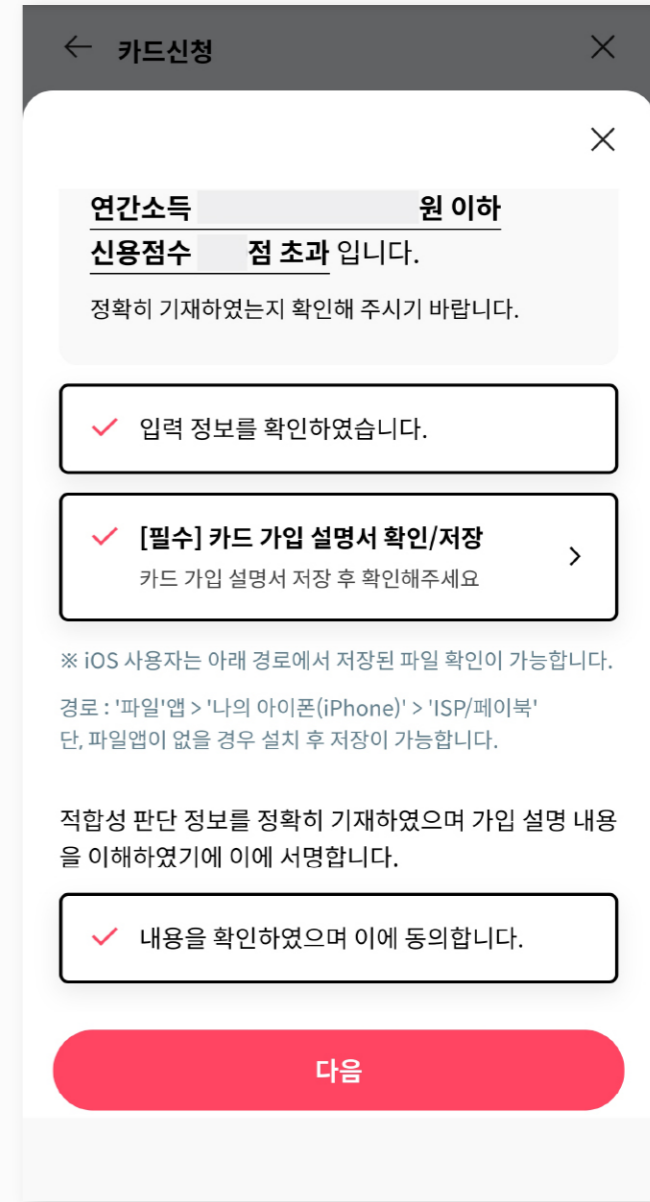 카드신청
연간소득 원 이하
신용점수 점 초과 입니다.
정확히 기재하였는지 확인해 주시기 바랍니다.
입력 정보를 확인하였습니다.
[필수] 카드 가입 설명서 확인/저장
카드 가입 설명서 저장 후 확인해주세요
※ iOS 사용자는 아래 경로에서 저장된 파일 확인이 가능합니다.
경로 : '파일'앱 > '나의 아이폰(iPhone)' > 'ISP/페이북'
단, 파일앱이 없을 경우 설치 후 저장이 가능합니다.
적합성 판단 정보를 정확히 기재하였으며 가입 설명 내용
을 이해하였기에 이에 서명합니다.
내용을 확인하였으며 이에 동의합니다.
다음